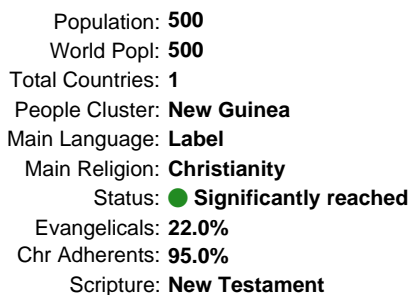 Population: 500
World Popl: 500
Total Countries: 1
People Cluster: New Guinea
Main Language: Label
Main Religion: Christianity
Status: Significantly reached
Evangelicals: 22.0%
Chr Adherents: 95.0%
Scripture: New Testament